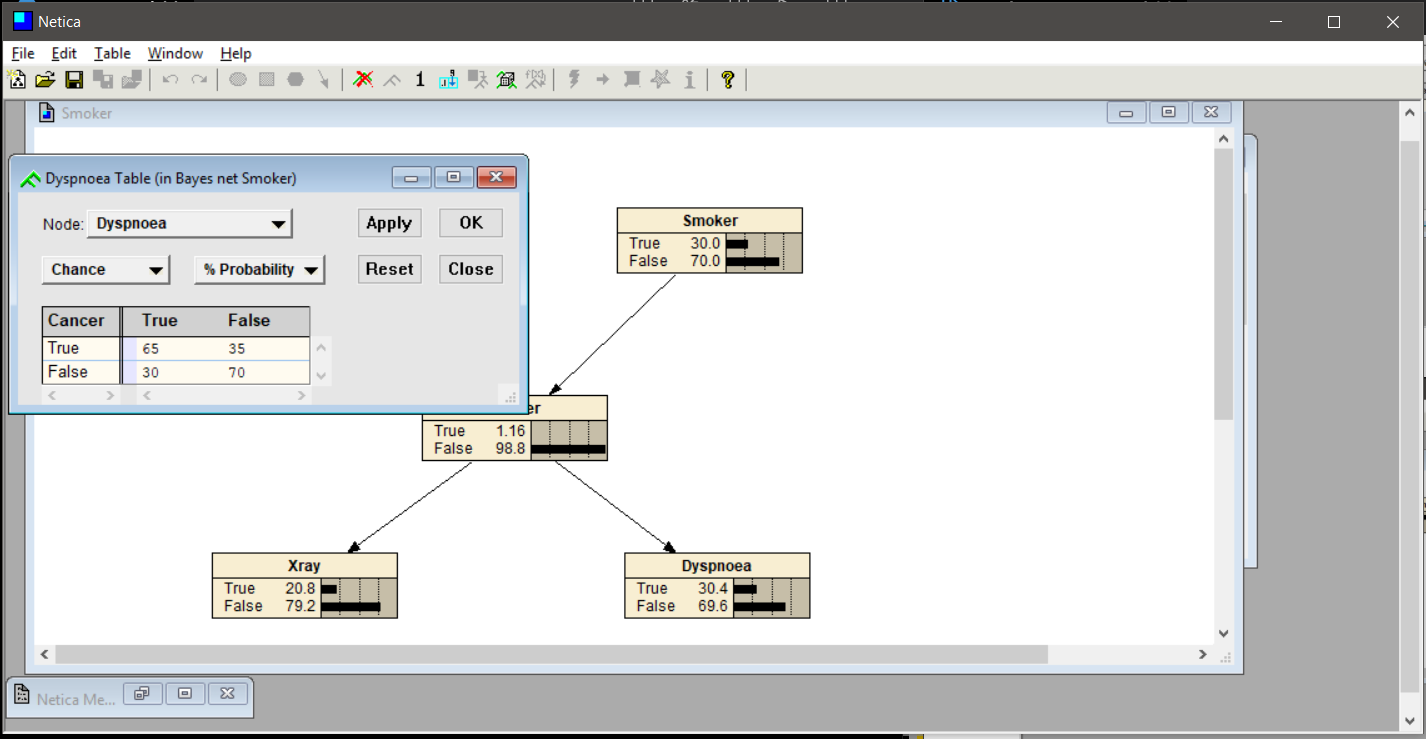 Netica
File Edit Table Window Help
1
f(x)
?
Smoker
Dyspnoea Table (in Bayes net Smoker)
Node: Dyspnoea Apply OK
Chance % Probability Reset Close
Cancer True False
True 65 35
False 30 70
Smoker
True 30.0
False 70.0
er
True 1.16
False 98.8
Xray
True 20.8
False 79.2
Dyspnoea
True 30.4
False 69.6
Netica Me...